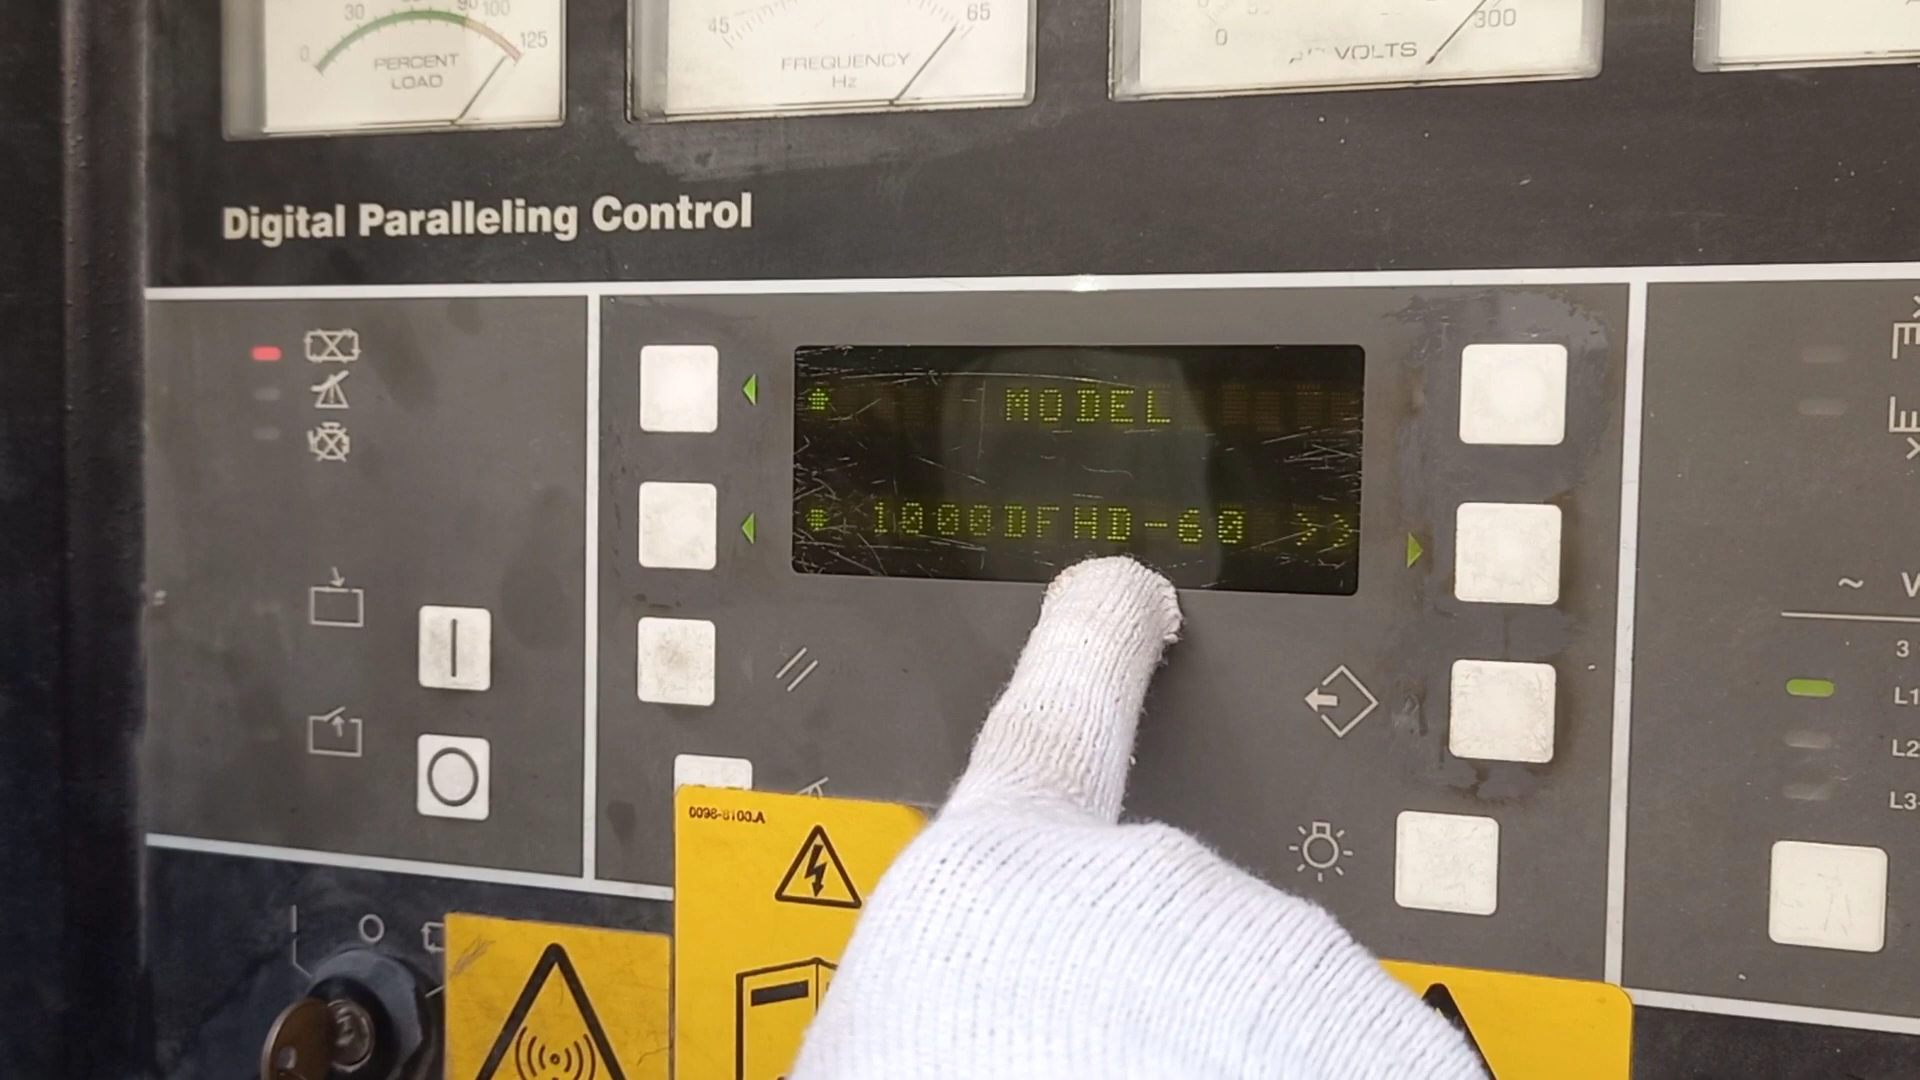 0 30 90 100 125
PERCENT
LOAD
45 65
FREQUENCY
Hz
0 300
VOLTS
Digital Paralleling Control
* MODEL
* 1000DFHD-60 >>
0098-8100.A
~ V
3
L1
L2
L3